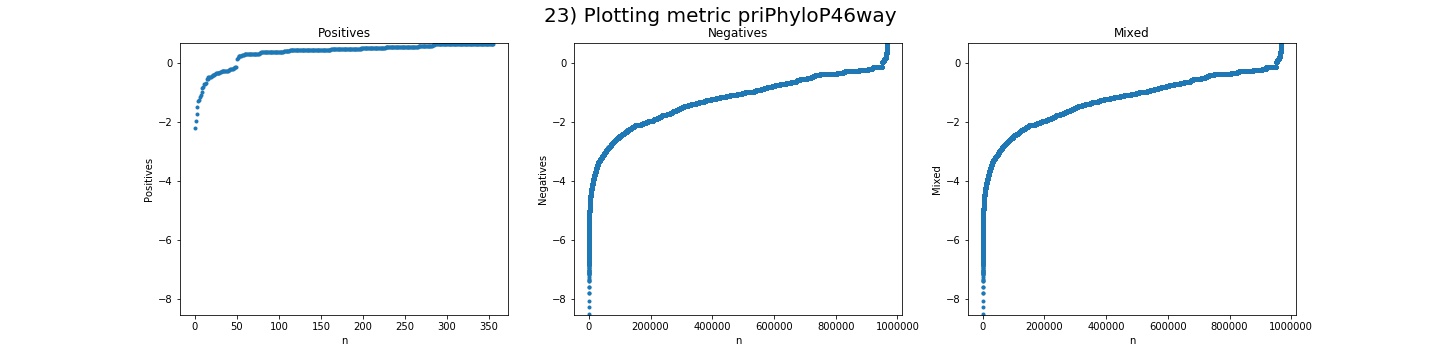 23) Plotting metric priPhyloP46way
Positives
0
−2
−4
−6
−8
Positives
0 50 100 150 200 250 300 350
n
Negatives
0
−2
−4
−6
−8
Negatives
0 200000 400000 600000 800000 1000000
n
Mixed
0
−2
−4
−6
−8
Mixed
0 200000 400000 600000 800000 1000000
n